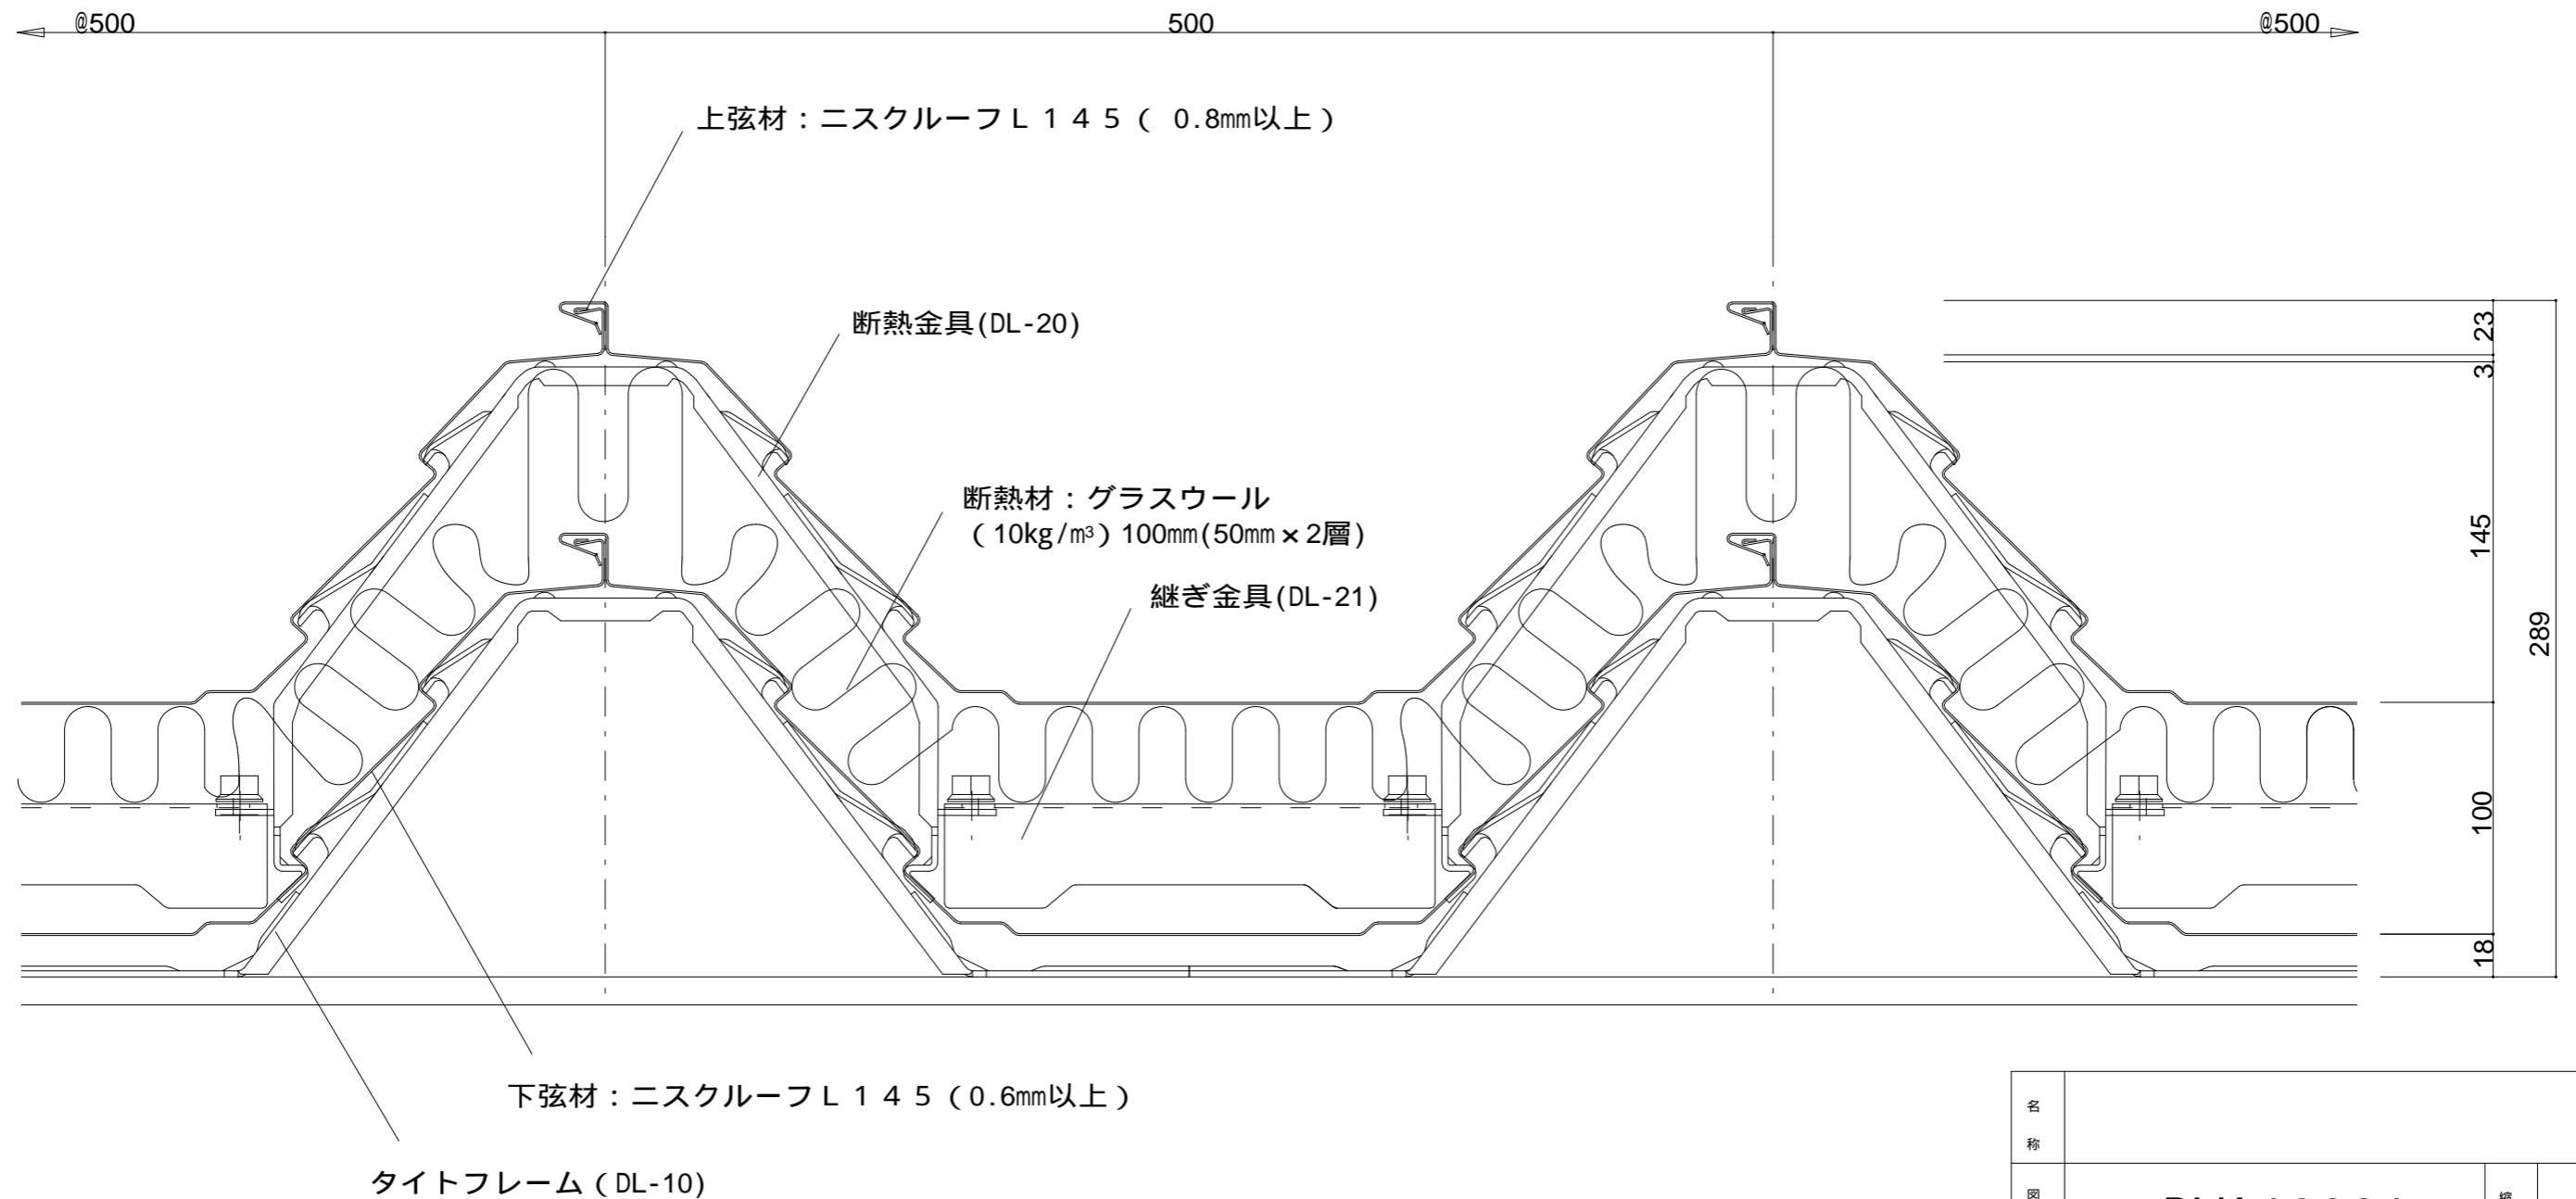 @500
500
@500
上弦材：ニスクルーフＬ１４５（ 0.8㎜以上）
断熱金具(DL-20)
断熱材：グラスウール
（10kg/m³）100㎜(50㎜×2層)
継ぎ金具(DL-21)
23
3
145
289
100
18
下弦材：ニスクルーフＬ１４５（0.6㎜以上）
タイトフレーム（DL-10)
名
称
図
縮